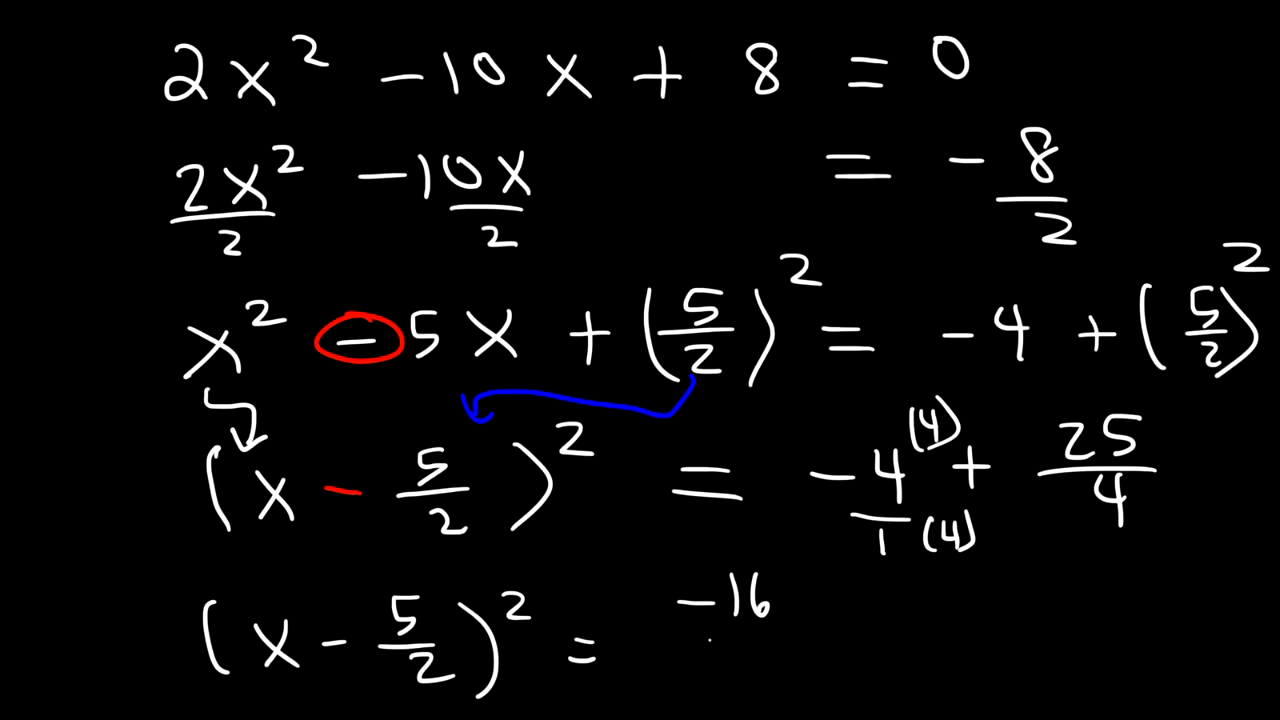 2x² - 10x + 8 = 0
2x²/2 - 10x/2 = - 8/2
x² - 5x + (5/2)² = -4 + (5/2)²
(x - 5/2)² = -4(4)/1(4) + 25/4
(x - 5/2)² = -16